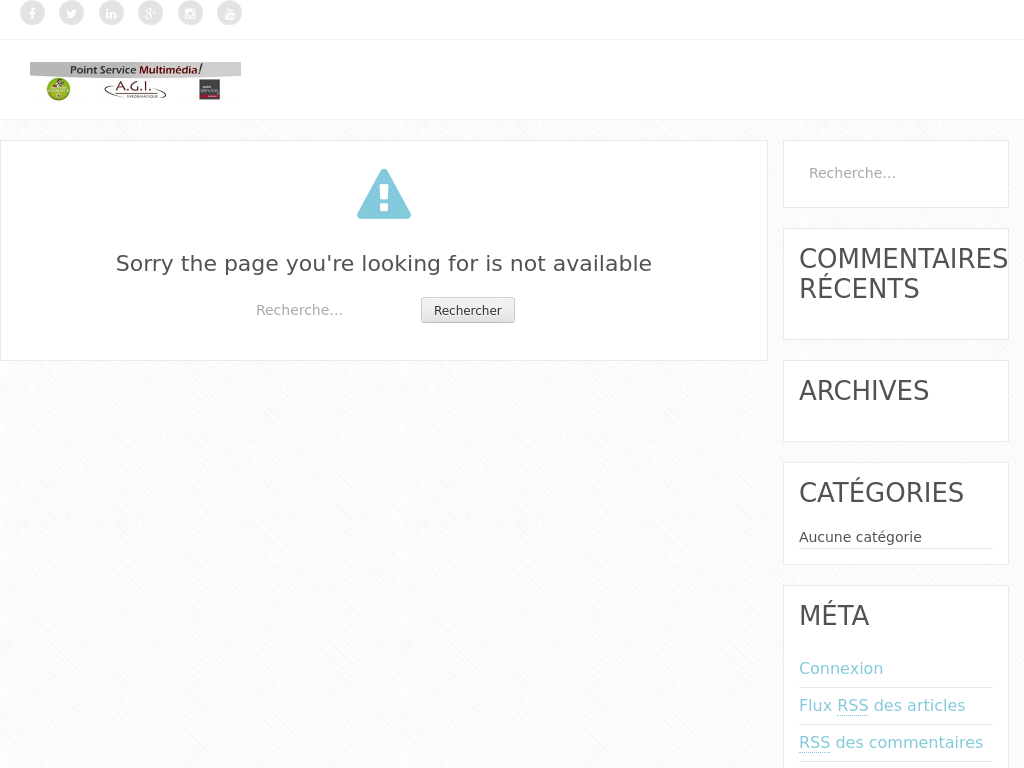 Point Service Multimédia/
A.G.I.
INFORMATIQUE
Sorry the page you're looking for is not available
Recherche…
Rechercher
Recherche…
COMMENTAIRES
RÉCENTS
ARCHIVES
CATÉGORIES
Aucune catégorie
MÉTA
Connexion
Flux RSS des articles
RSS des commentaires